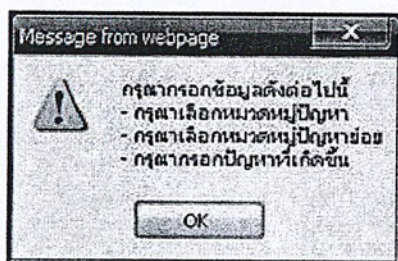 Message from webpage
X
กรุณากรอกข้อมูลดังต่อไปนี้
- กรุณาเลือกหมวดหมู่ปัญหา
- กรุณาเลือกหมวดหมู่ปัญหาย่อย
- กรุณากรอกปัญหาที่เกิดขึ้น
OK